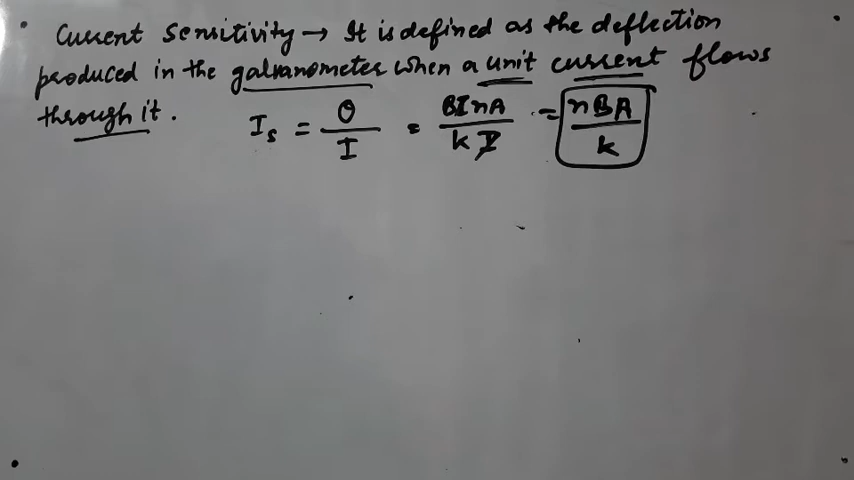 • Current Sensitivity → It is defined as the deflection
produced in the galvanometer when a unit current flows
through it.
I_s = θ/I = BInA/kI = nBA/k